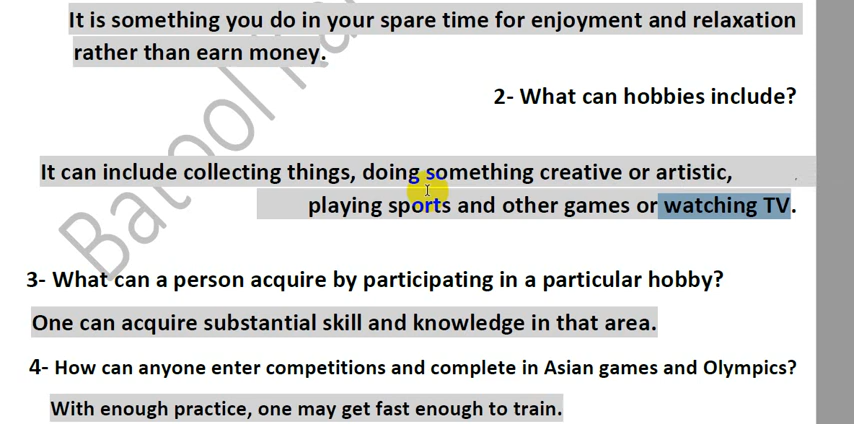 It is something you do in your spare time for enjoyment and relaxation
rather than earn money.
2- What can hobbies include?
It can include collecting things, doing something creative or artistic,
playing sports and other games or watching TV.
3- What can a person acquire by participating in a particular hobby?
One can acquire substantial skill and knowledge in that area.
4- How can anyone enter competitions and complete in Asian games and Olympics?
With enough practice, one may get fast enough to train.
Batool